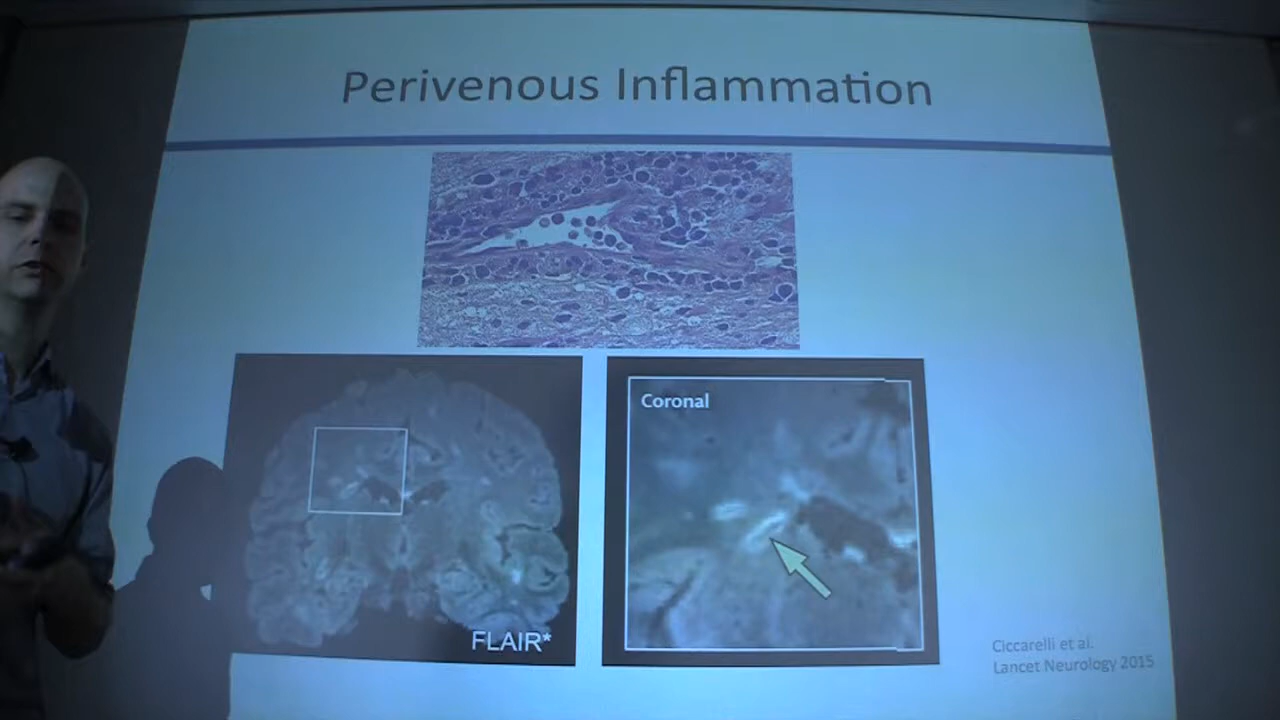 Perivenous Inflammation
Coronal
FLAIR*
Ciccarelli et al.
Lancet Neurology 2015